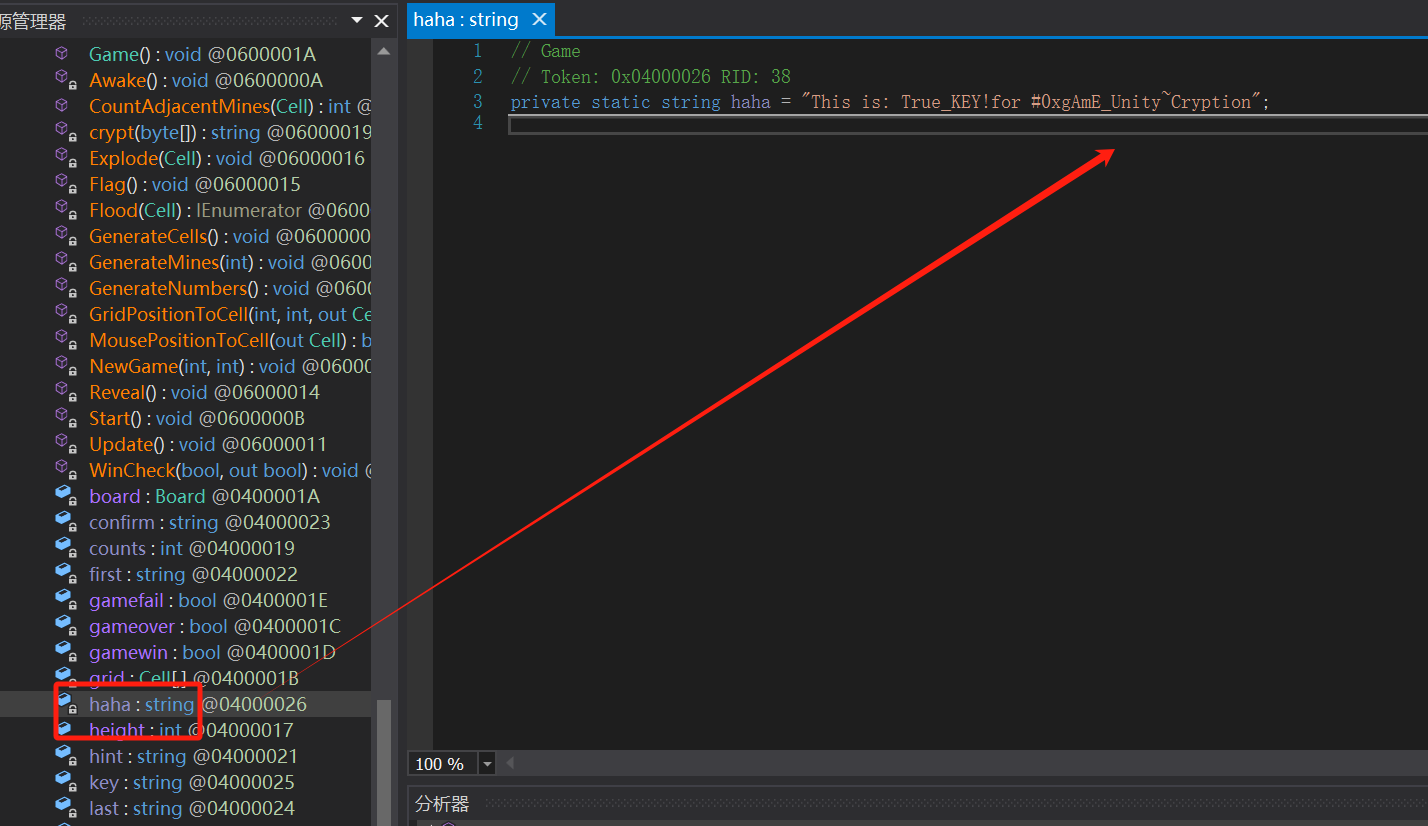 源管理器
Game() : void @0600001A
Awake() : void @0600000A
CountAdjacentMines(Cell) : int @
crypt(byte[]) : string @06000019
Explode(Cell) : void @06000016
Flag() : void @06000015
Flood(Cell) : IEnumerator @0600
GenerateCells() : void @0600000
GenerateMines(int) : void @0600
GenerateNumbers() : void @0600
GridPositionToCell(int, int, out Ce
MousePositionToCell(out Cell) : b
NewGame(int, int) : void @06000
Reveal() : void @06000014
Start() : void @0600000B
Update() : void @06000011
WinCheck(bool, out bool) : void @
board : Board @0400001A
confirm : string @04000023
counts : int @04000019
first : string @04000022
gamefail : bool @0400001E
gameover : bool @0400001C
gamewin : bool @0400001D
grid : Cell[] @0400001B
haha : string @04000026
height : int @04000017
hint : string @04000021
key : string @04000025
last : string @04000024
haha : string
1 // Game
2 // Token: 0x04000026 RID: 38
3 private static string haha = "This is: True_KEY!for #0xgAmE_Unity~Cryption";
4
100 %
分析器